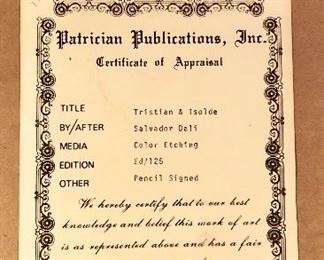 Patrician Publications, Inc.
Certificate of Appraisal
TITLE Tristian & Isolde
BY/AFTER Salvador Dali
MEDIA Color Etching
EDITION Ed/125
OTHER Pencil Signed
We hereby certify that to our best
knowledge and belief this work of art
is as represented above and has a fair